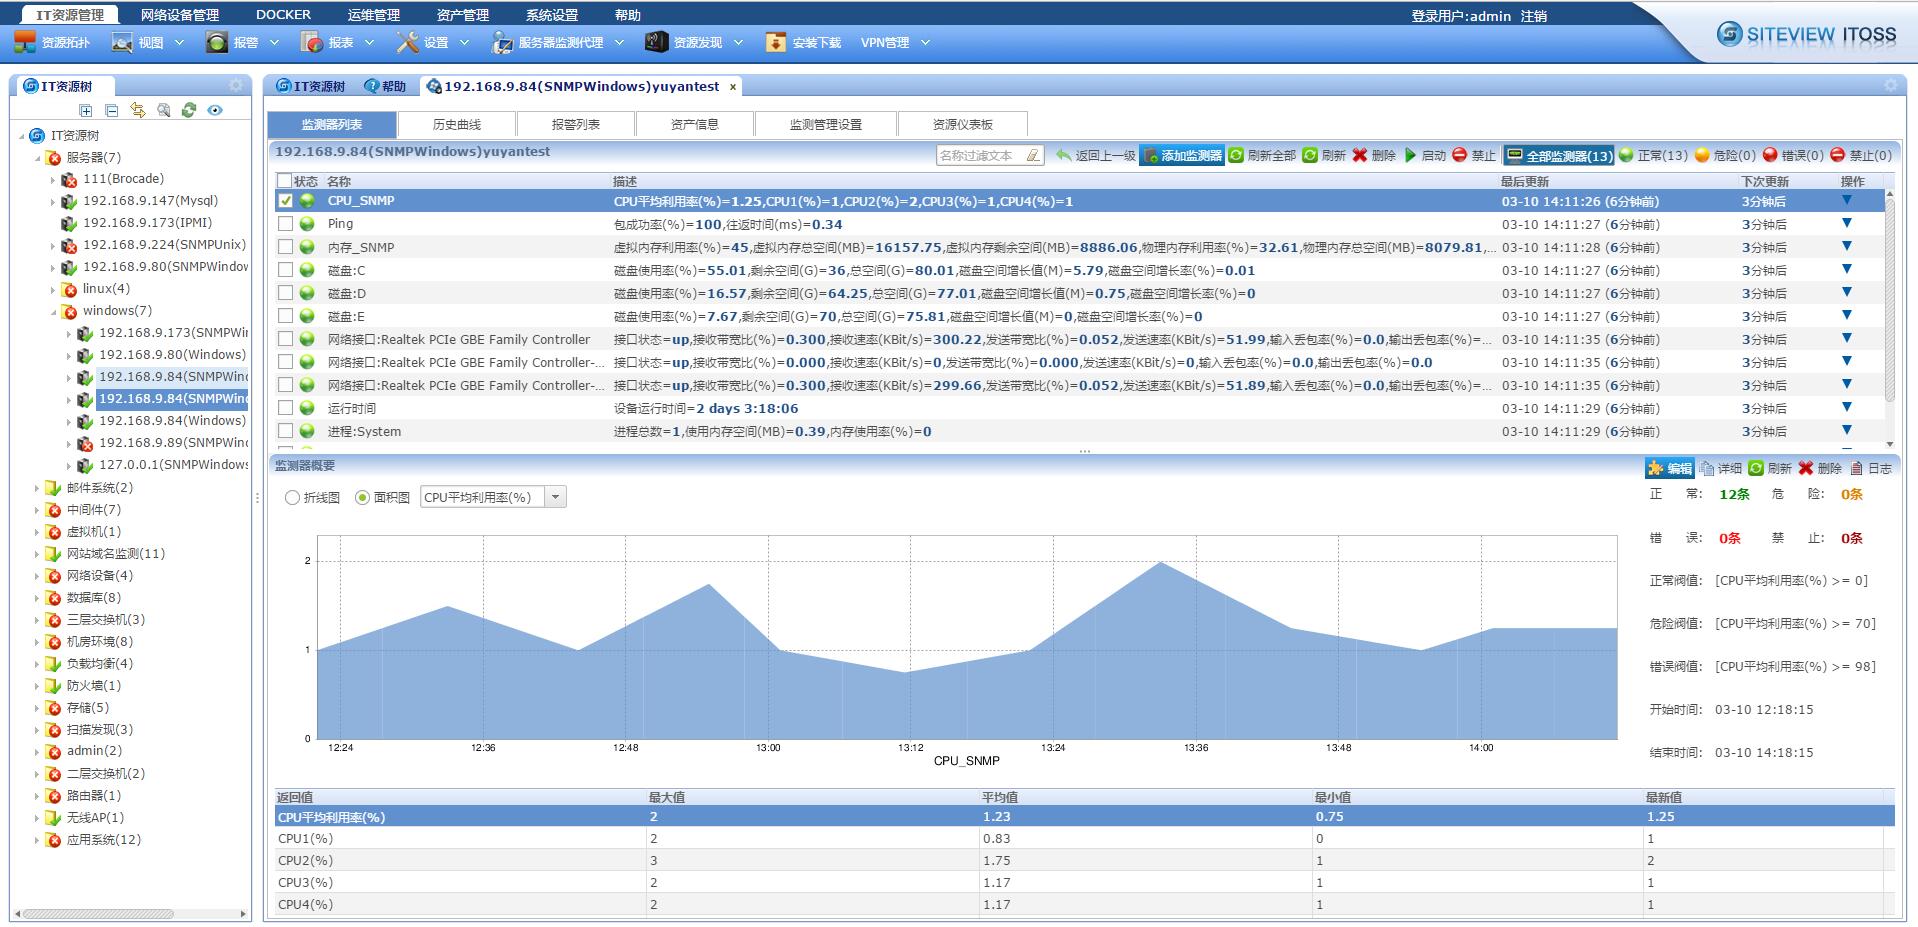 IT资源管理 网络设备管理 DOCKER 运维管理 资产管理 系统设置 帮助 登录用户:admin 注销
资源拓扑 视图 报警 报表 设置 服务器监测代理 资源发现 安装下载 VPN管理 SITEVIEW ITOSS
IT资源树
IT资源树
服务器(7)
111(Brocade)
192.168.9.147(Mysql)
192.168.9.173(IPMI)
192.168.9.224(SNMPUnix)
192.168.9.80(SNMPWindow
linux(4)
windows(7)
192.168.9.173(SNMPWi
192.168.9.80(Windows)
192.168.9.84(SNMPWind
192.168.9.84(SNMPWind
192.168.9.84(Windows)
192.168.9.89(SNMPWind
127.0.0.1(SNMPWindows
邮件系统(2)
中间件(7)
虚拟机(1)
网站域名监测(11)
网络设备(4)
数据库(8)
三层交换机(3)
机房环境(8)
负载均衡(4)
防火墙(1)
存储(5)
扫描发现(3)
admin(2)
二层交换机(2)
路由器(1)
无线AP(1)
应用系统(12)
IT资源树 帮助 192.168.9.84(SNMPWindows)yuyantest x
监测器列表 历史曲线 报警列表 资产信息 监测管理设置 资源仪表板
192.168.9.84(SNMPWindows)yuyantest 名称过滤文本 返回上一级 添加监测器 刷新全部 刷新 删除 启动 禁止 全部监测器(13) 正常(13) 危险(0) 错误(0) 禁止(0)
状态 名称 描述 最后更新 下次更新 操作
CPU_SNMP CPU平均利用率(%)=1.25,CPU1(%)=1,CPU2(%)=2,CPU3(%)=1,CPU4(%)=1 03-10 14:11:26 (6分钟前) 3分钟后
Ping 包成功率(%)=100,往返时间(ms)=0.34 03-10 14:11:27 (6分钟前) 3分钟后
内存_SNMP 虚拟内存利用率(%)=45,虚拟内存总空间(MB)=16157.75,虚拟内存剩余空间(MB)=8886.06,物理内存利用率(%)=32.61,物理内存总空间(MB)=8079.81,... 03-10 14:11:28 (6分钟前) 3分钟后
磁盘:C 磁盘使用率(%)=55.01,剩余空间(G)=36,总空间(G)=80.01,磁盘空间增长值(M)=5.79,磁盘空间增长率(%)=0.01 03-10 14:11:27 (6分钟前) 3分钟后
磁盘:D 磁盘使用率(%)=16.57,剩余空间(G)=64.25,总空间(G)=77.01,磁盘空间增长值(M)=0.75,磁盘空间增长率(%)=0 03-10 14:11:27 (6分钟前) 3分钟后
磁盘:E 磁盘使用率(%)=7.67,剩余空间(G)=70,总空间(G)=75.81,磁盘空间增长值(M)=0,磁盘空间增长率(%)=0 03-10 14:11:27 (6分钟前) 3分钟后
网络接口:Realtek PCIe GBE Family Controller 接口状态=up,接收带宽比(%)=0.300,接收速率(KBit/s)=300.22,发送带宽比(%)=0.052,发送速率(KBit/s)=51.99,输入丢包率(%)=0.0,输出丢包率(%)=... 03-10 14:11:35 (6分钟前) 3分钟后
网络接口:Realtek PCIe GBE Family Controller-... 接口状态=up,接收带宽比(%)=0.000,接收速率(KBit/s)=0,发送带宽比(%)=0.000,发送速率(KBit/s)=0,输入丢包率(%)=0.0,输出丢包率(%)=0.0 03-10 14:11:35 (6分钟前) 3分钟后
网络接口:Realtek PCIe GBE Family Controller-... 接口状态=up,接收带宽比(%)=0.300,接收速率(KBit/s)=299.66,发送带宽比(%)=0.052,发送速率(KBit/s)=51.89,输入丢包率(%)=0.0,输出丢包率(%)=... 03-10 14:11:35 (6分钟前) 3分钟后
运行时间 设备运行时间=2 days 3:18:06 03-10 14:11:29 (6分钟前) 3分钟后
进程:System 进程总数=1,使用内存空间(MB)=0.39,内存使用率(%)=0 03-10 14:11:29 (6分钟前) 3分钟后
监测器概要 编辑 详细 刷新 删除 日志
折线图 面积图 CPU平均利用率(%)
正 常: 12条 危 险: 0条
错 误: 0条 禁 止: 0条
正常阀值: [CPU平均利用率(%) >= 0]
危险阀值: [CPU平均利用率(%) >= 70]
错误阀值: [CPU平均利用率(%) >= 98]
开始时间: 03-10 12:18:15
结束时间: 03-10 14:18:15
2
1
0
12:24 12:36 12:48 13:00 13:12 13:24 13:36 13:48 14:00
CPU_SNMP
返回值 最大值 平均值 最小值 最新值
CPU平均利用率(%) 2 1.23 0.75 1.25
CPU1(%) 2 0.83 0 1
CPU2(%) 3 1.75 1 2
CPU3(%) 2 1.17 1 1
CPU4(%) 2 1.17 1 1